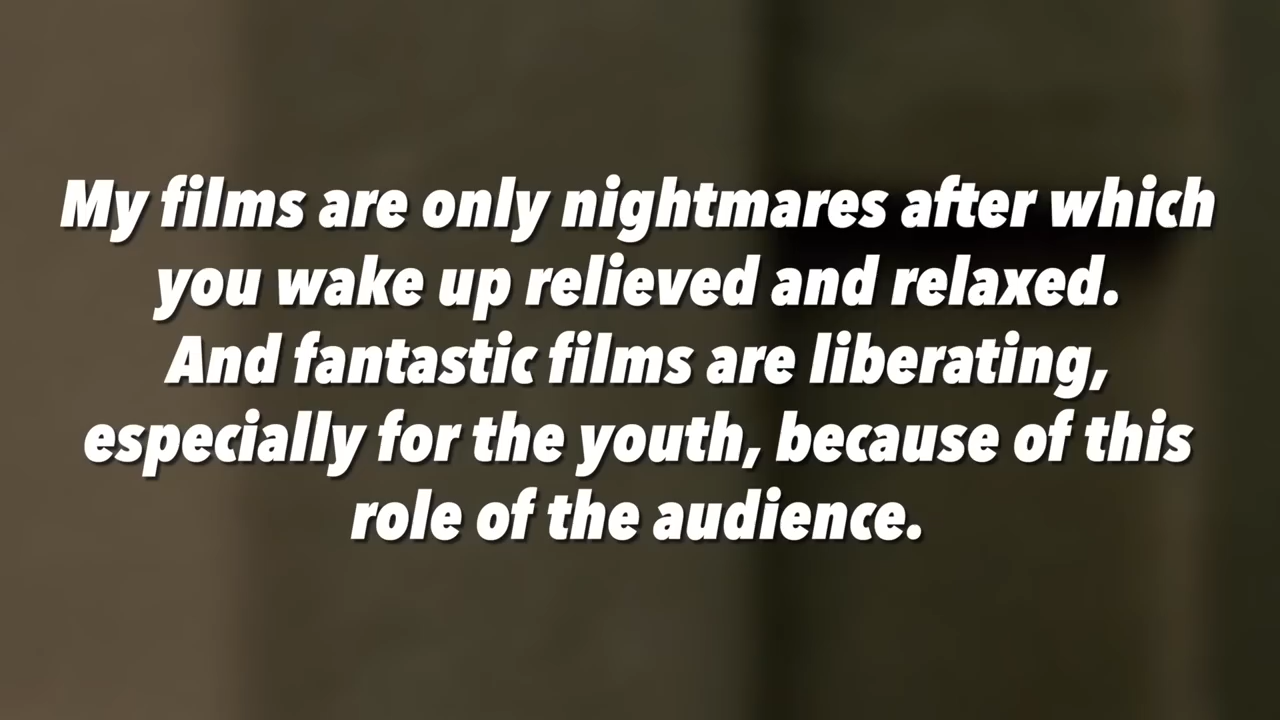 My films are only nightmares after which
you wake up relieved and relaxed.
And fantastic films are liberating,
especially for the youth, because of this
role of the audience.